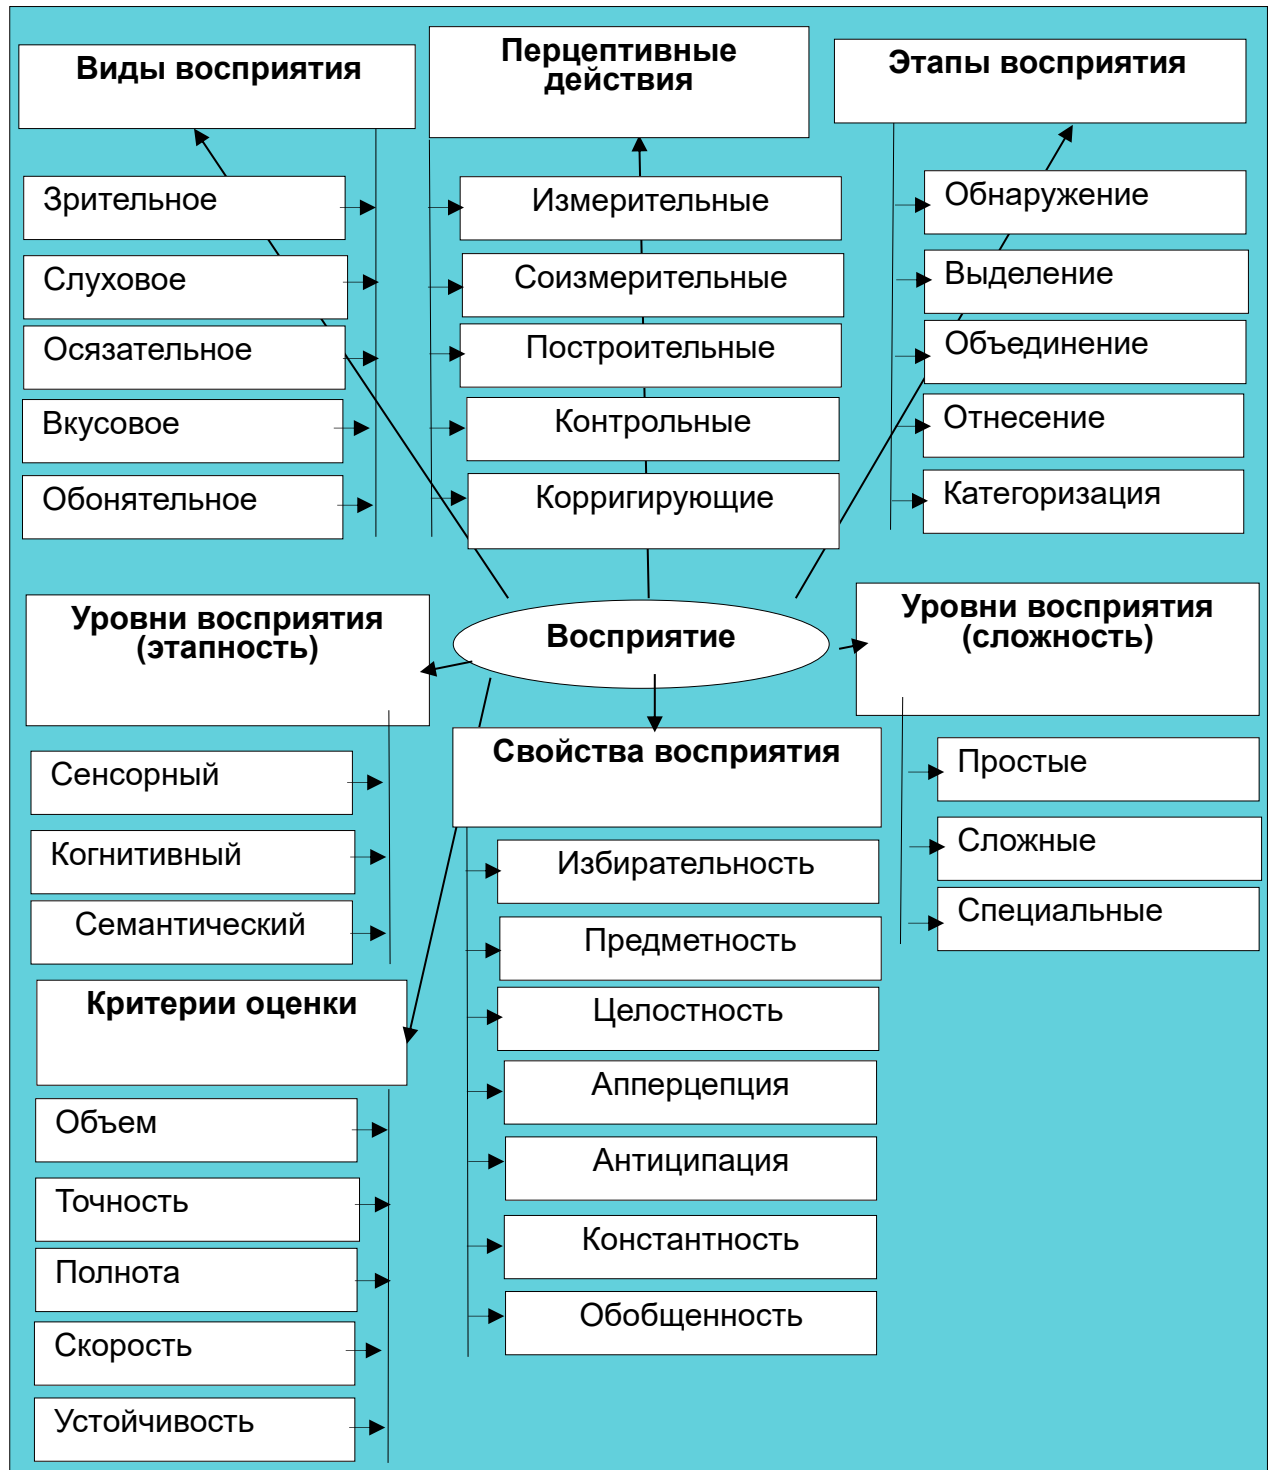 Виды восприятия
Зрительное
Слуховое
Осязательное
Вкусовое
Обонятельное
Перцептивные
действия
Измерительные
Соизмерительные
Построительные
Контрольные
Корригирующие
Этапы восприятия
Обнаружение
Выделение
Объединение
Отнесение
Категоризация
Восприятие
Уровни восприятия
(этапность)
Сенсорный
Когнитивный
Семантический
Критерии оценки
Объем
Точность
Полнота
Скорость
Устойчивость
Свойства восприятия
Избирательность
Предметность
Целостность
Апперцепция
Антиципация
Константность
Обобщенность
Уровни восприятия
(сложность)
Простые
Сложные
Специальные